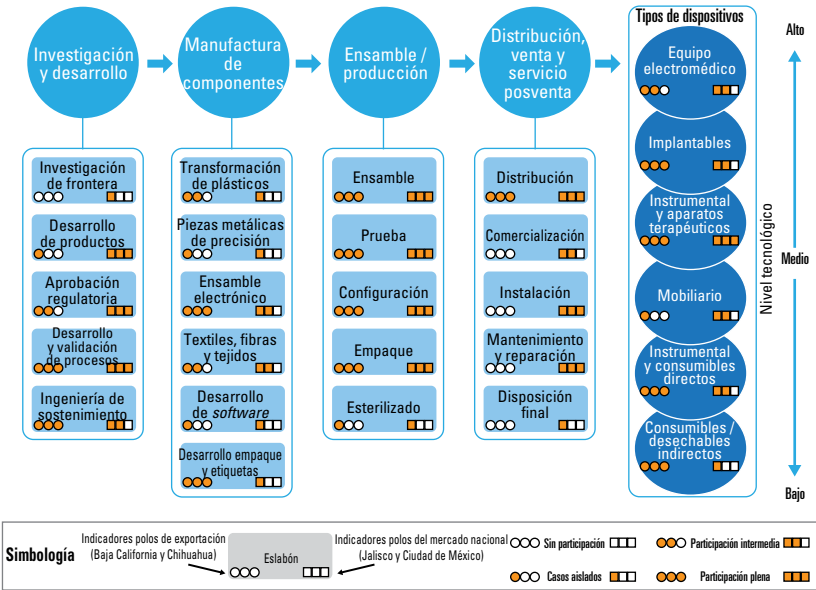 Investigación
y desarrollo
Manufactura
de
componentes
Ensamble /
producción
Distribución,
venta y
servicio
posventa
Tipos de dispositivos
Investigación
de frontera
Desarrollo
de productos
Aprobación
regulatoria
Desarrollo
y validación
de procesos
Ingeniería de
sostenimiento
Transformación
de plásticos
Piezas metálicas
de precisión
Ensamble
electrónico
Textiles, fibras
y tejidos
Desarrollo
de software
Desarrollo empaque
y etiquetas
Ensamble
Prueba
Configuración
Empaque
Esterilizado
Distribución
Comercialización
Instalación
Mantenimiento
y reparación
Disposición
final
Equipo
electromédico
Implantables
Instrumental
y aparatos
terapéuticos
Mobiliario
Instrumental
y consumibles
directos
Consumibles /
desechables
indirectos
Alto
Medio
Bajo
Nivel tecnológico
Simbología
Indicadores polos de exportación
(Baja California y Chihuahua)
Eslabón
Indicadores polos del mercado nacional
(Jalisco y Ciudad de México)
Sin participación
Participación intermedia
Casos aislados
Participación plena